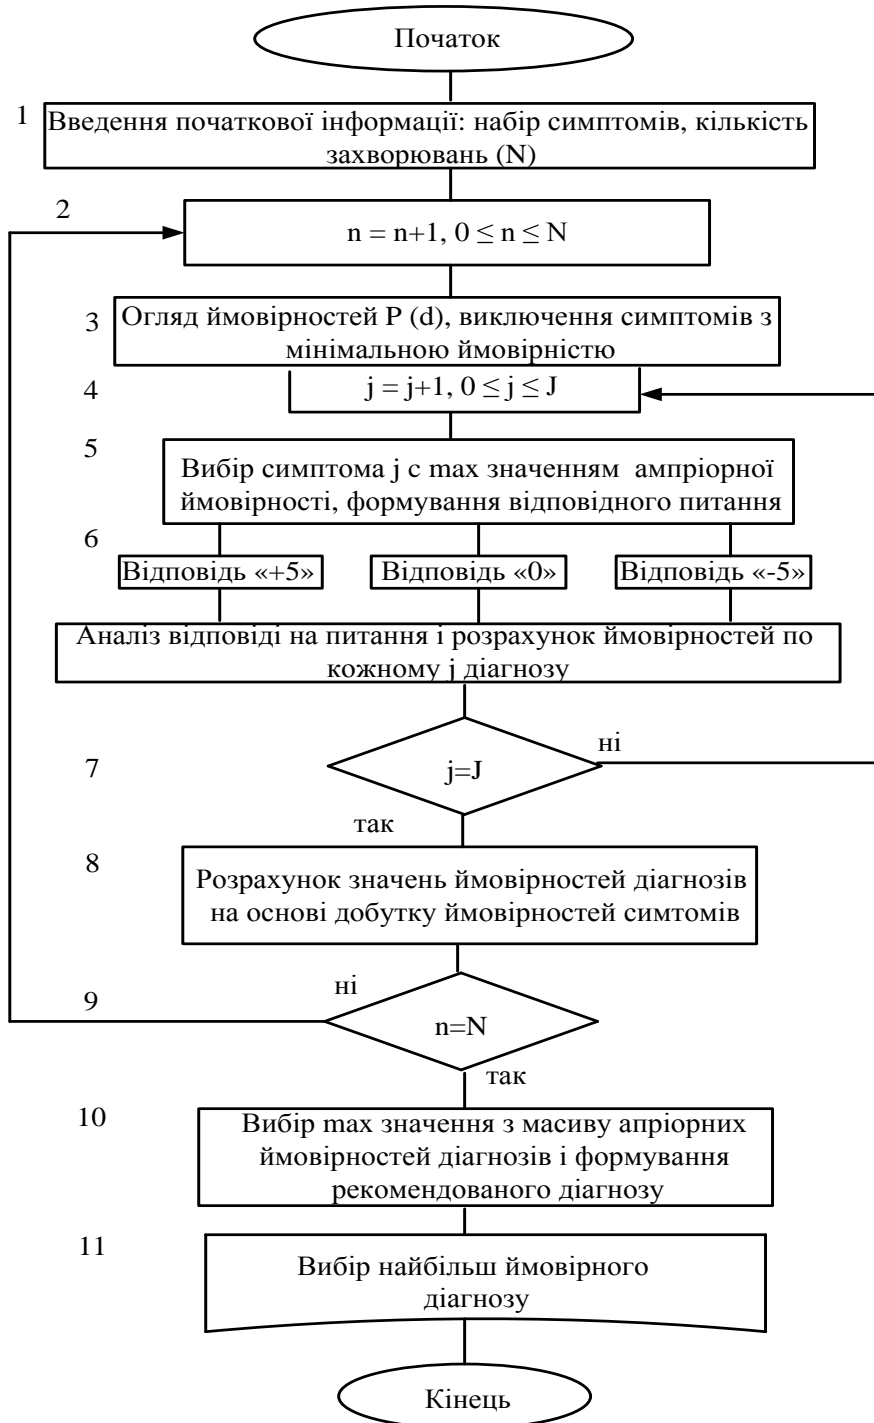 Початок
1
Введення початкової інформації: набір симптомів, кількість
захворювань (N)
2
n = n+1, 0 ≤ n ≤ N
3
Огляд ймовірностей P (d), виключення симптомів з
мінімальною ймовірністю
4
j = j+1, 0 ≤ j ≤ J
5
Вибір симптома j с max значенням ампріорної
ймовірності, формування відповідного питання
6
Відповідь «+5» Відповідь «0» Відповідь «-5»
Аналіз відповіді на питання і розрахунок ймовірностей по
кожному j діагнозу
ні
7
j=J
так
8
Розрахунок значень ймовірностей діагнозів
на основі добутку ймовірностей симтомів
ні
9
n=N
так
10
Вибір max значення з масиву апріорних
ймовірностей діагнозів і формування
рекомендованого діагнозу
11
Вибір найбільш ймовірного
діагнозу
Кінець